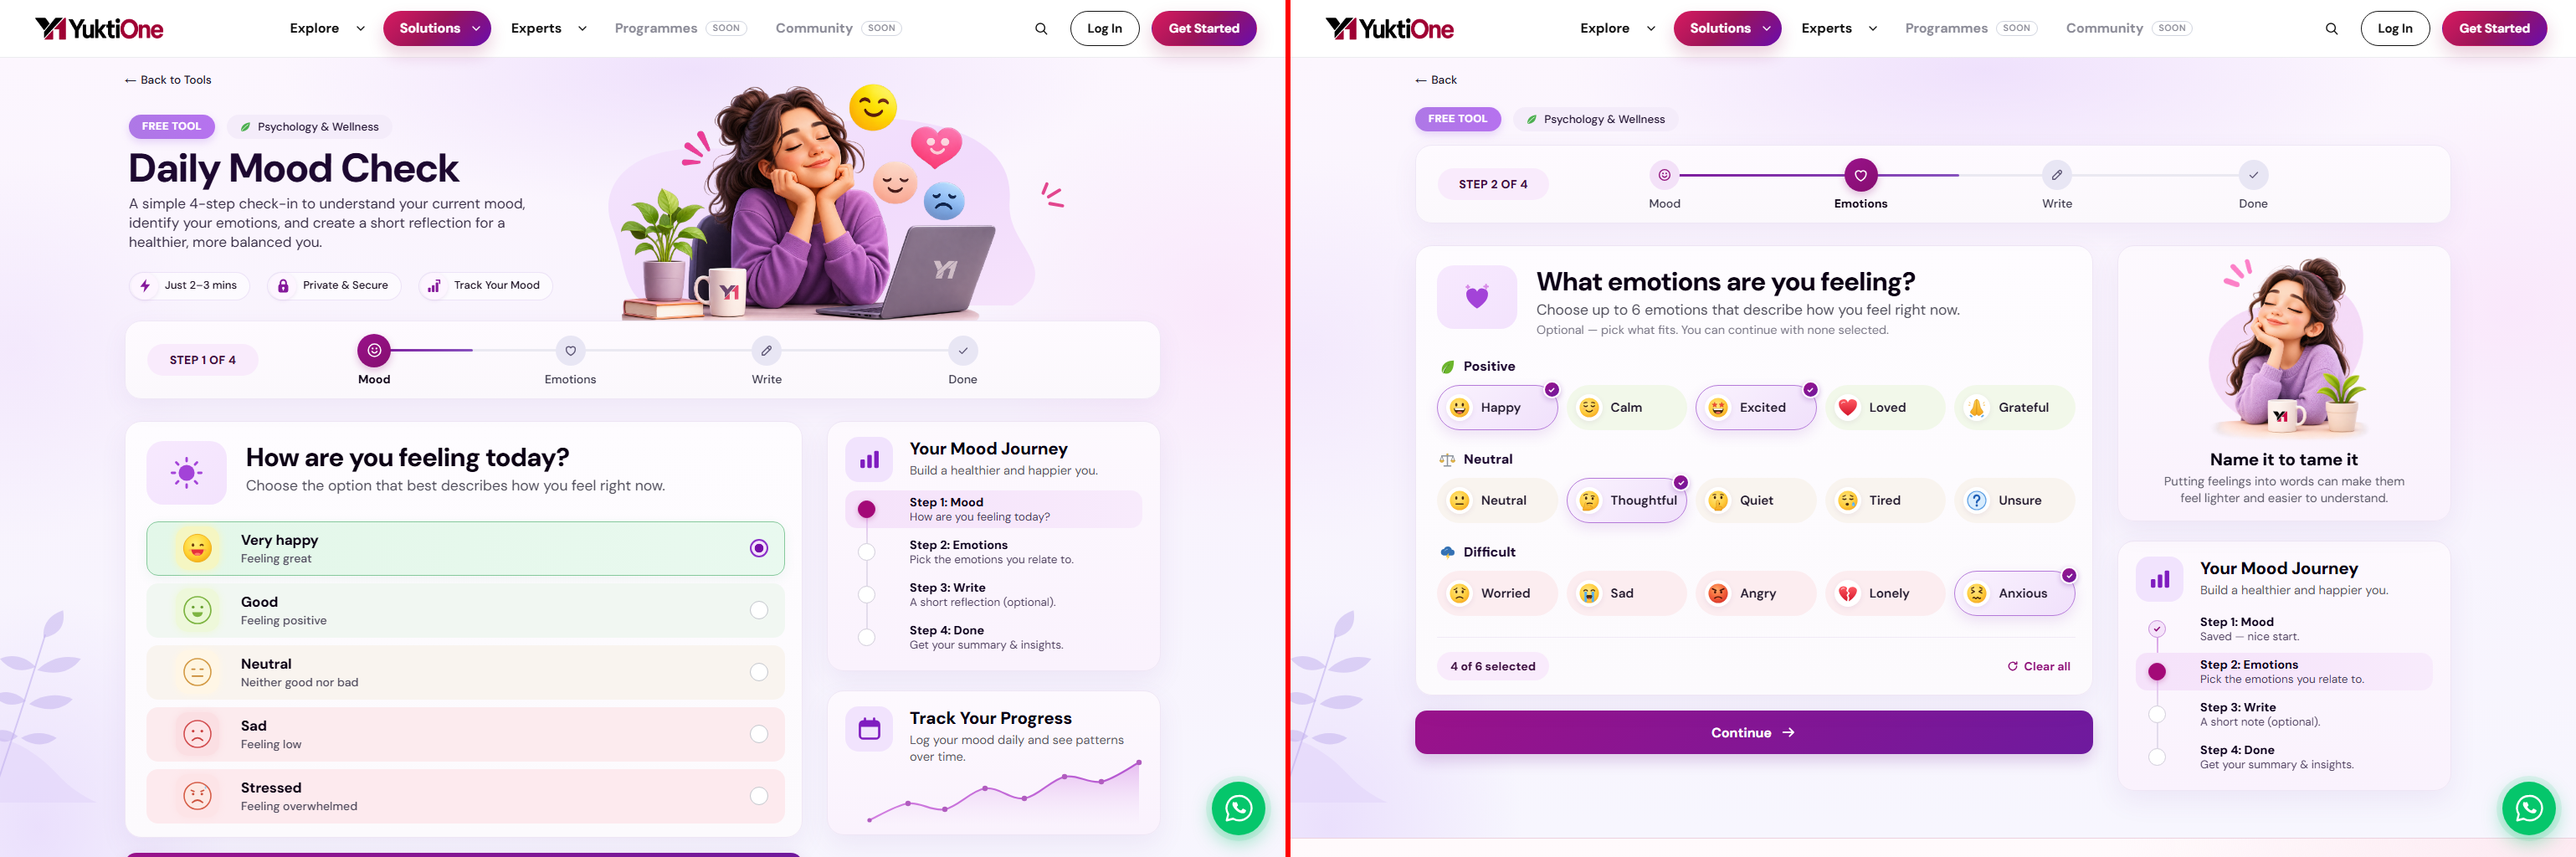 YuktiOne
Explore
Solutions
Experts
Programmes SOON
Community SOON
Log In
Get Started
← Back to Tools
FREE TOOL
Psychology & Wellness
Daily Mood Check
A simple 4-step check-in to understand your current mood,
identify your emotions, and create a short reflection for a
healthier, more balanced you.
Just 2–3 mins
Private & Secure
Track Your Mood
STEP 1 OF 4
Mood
Emotions
Write
Done
How are you feeling today?
Choose the option that best describes how you feel right now.
Very happy
Feeling great
Good
Feeling positive
Neutral
Neither good nor bad
Sad
Feeling low
Stressed
Feeling overwhelmed
Your Mood Journey
Build a healthier and happier you.
Step 1: Mood
How are you feeling today?
Step 2: Emotions
Pick the emotions you relate to.
Step 3: Write
A short reflection (optional).
Step 4: Done
Get your summary & insights.
Track Your Progress
Log your mood daily and see patterns
over time.
YuktiOne
Explore
Solutions
Experts
Programmes SOON
Community SOON
Log In
Get Started
← Back
FREE TOOL
Psychology & Wellness
STEP 2 OF 4
Mood
Emotions
Write
Done
What emotions are you feeling?
Choose up to 6 emotions that describe how you feel right now.
Optional — pick what fits. You can continue with none selected.
Positive
Happy
Calm
Excited
Loved
Grateful
Neutral
Neutral
Thoughtful
Quiet
Tired
Unsure
Difficult
Worried
Sad
Angry
Lonely
Anxious
4 of 6 selected
Clear all
Continue →
Name it to tame it
Putting feelings into words can make them
feel lighter and easier to understand.
Your Mood Journey
Build a healthier and happier you.
Step 1: Mood
Saved — nice start.
Step 2: Emotions
Pick the emotions you relate to.
Step 3: Write
A short note (optional).
Step 4: Done
Get your summary & insights.